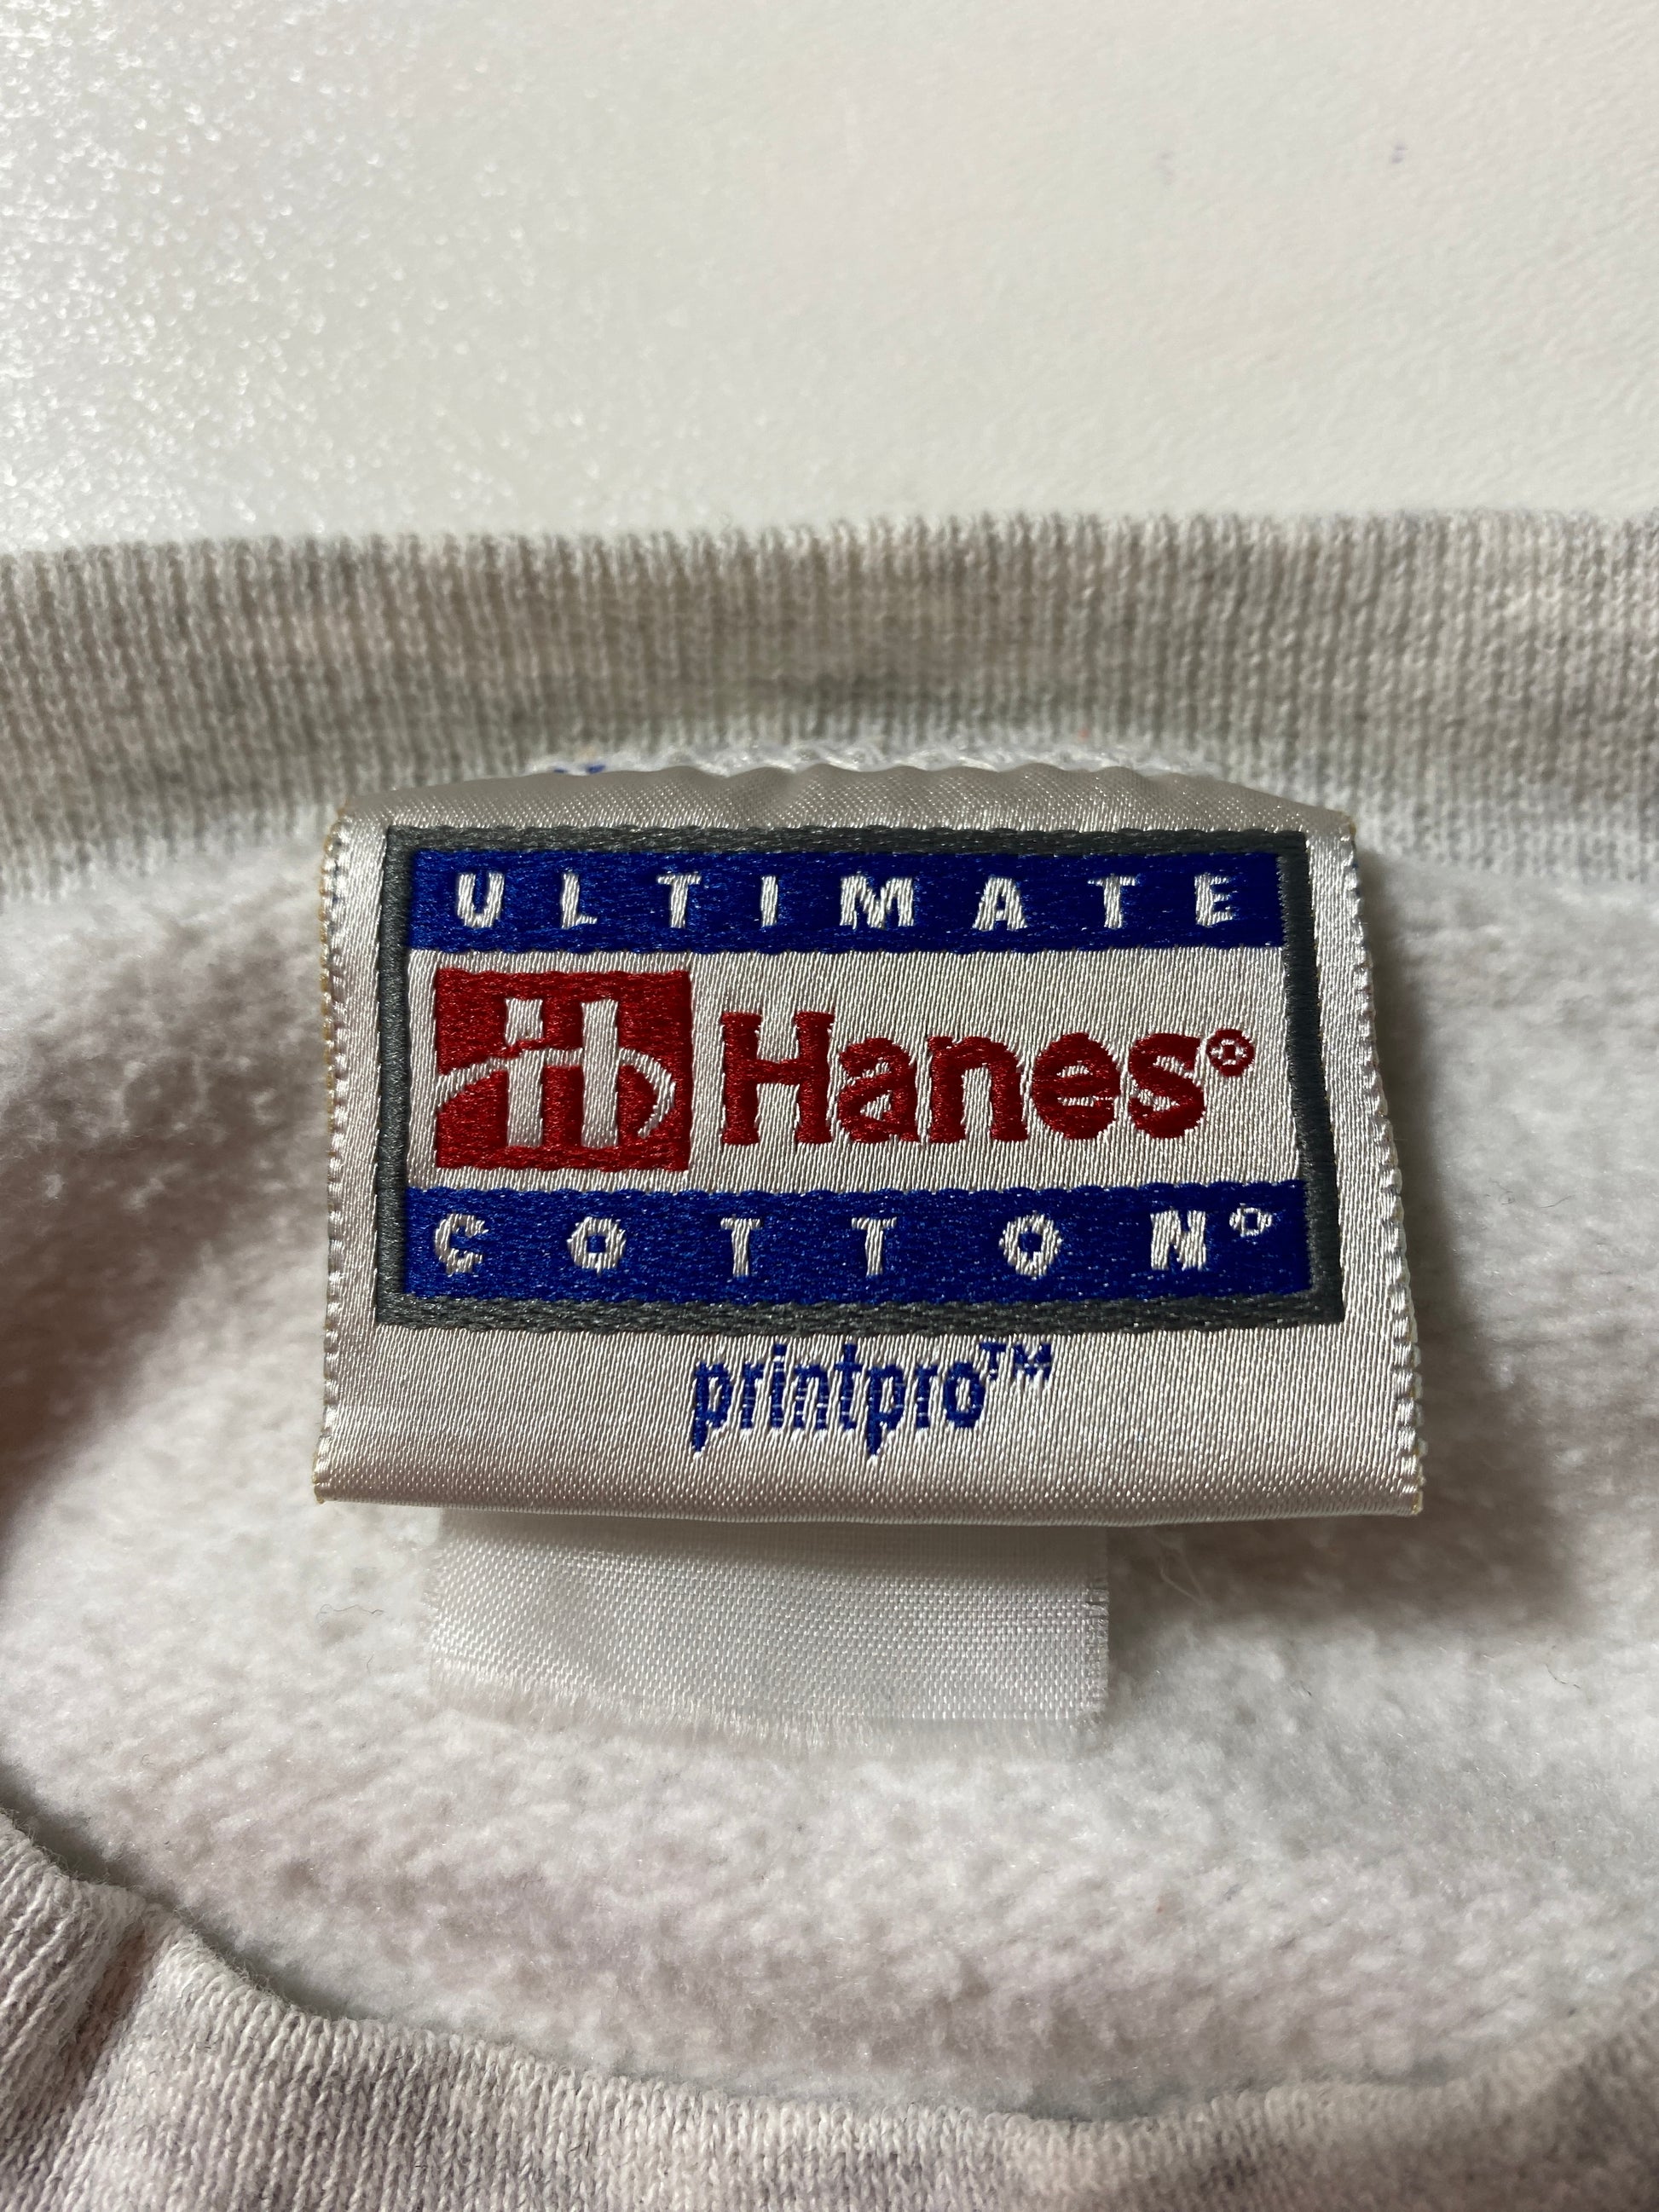 ULTIMATE
H Hanes®
COTTON®
printpro™